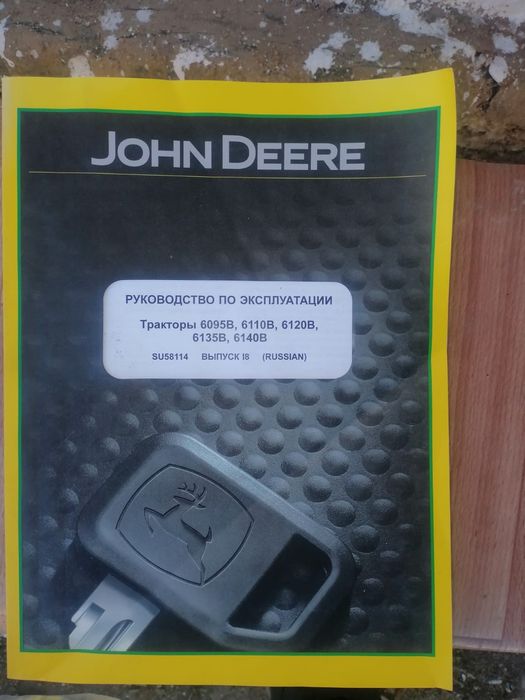 JOHN DEERE
РУКОВОДСТВО ПО ЭКСПЛУАТАЦИИ
Тракторы 6095B, 6110B, 6120B,
6135B, 6140B
SU58114 ВЫПУСК I8 (RUSSIAN)